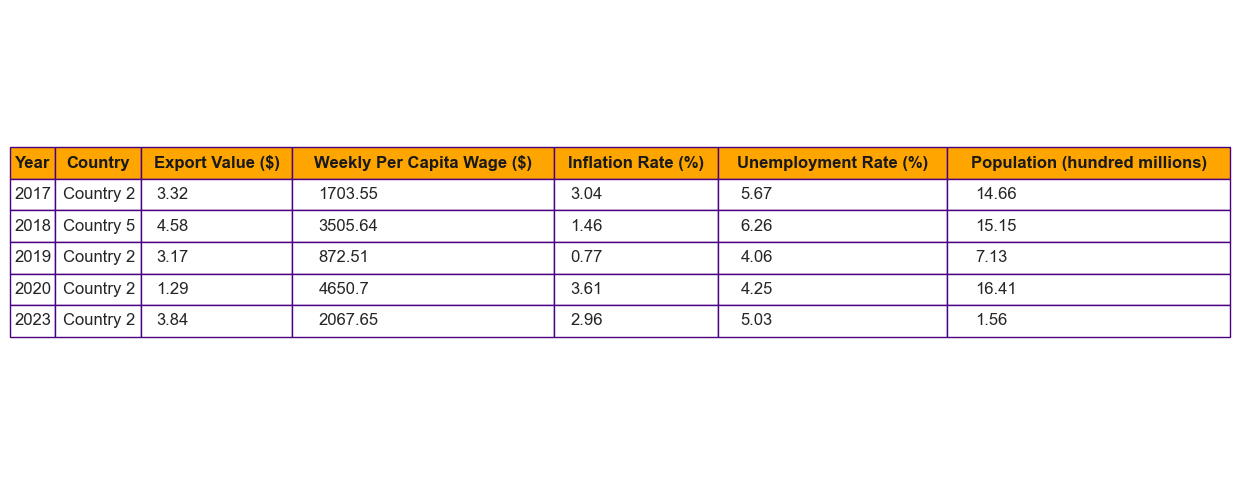 Year Country Export Value ($) Weekly Per Capita Wage ($) Inflation Rate (%) Unemployment Rate (%) Population (hundred millions)
2017 Country 2 3.32 1703.55 3.04 5.67 14.66
2018 Country 5 4.58 3505.64 1.46 6.26 15.15
2019 Country 2 3.17 872.51 0.77 4.06 7.13
2020 Country 2 1.29 4650.7 3.61 4.25 16.41
2023 Country 2 3.84 2067.65 2.96 5.03 1.56